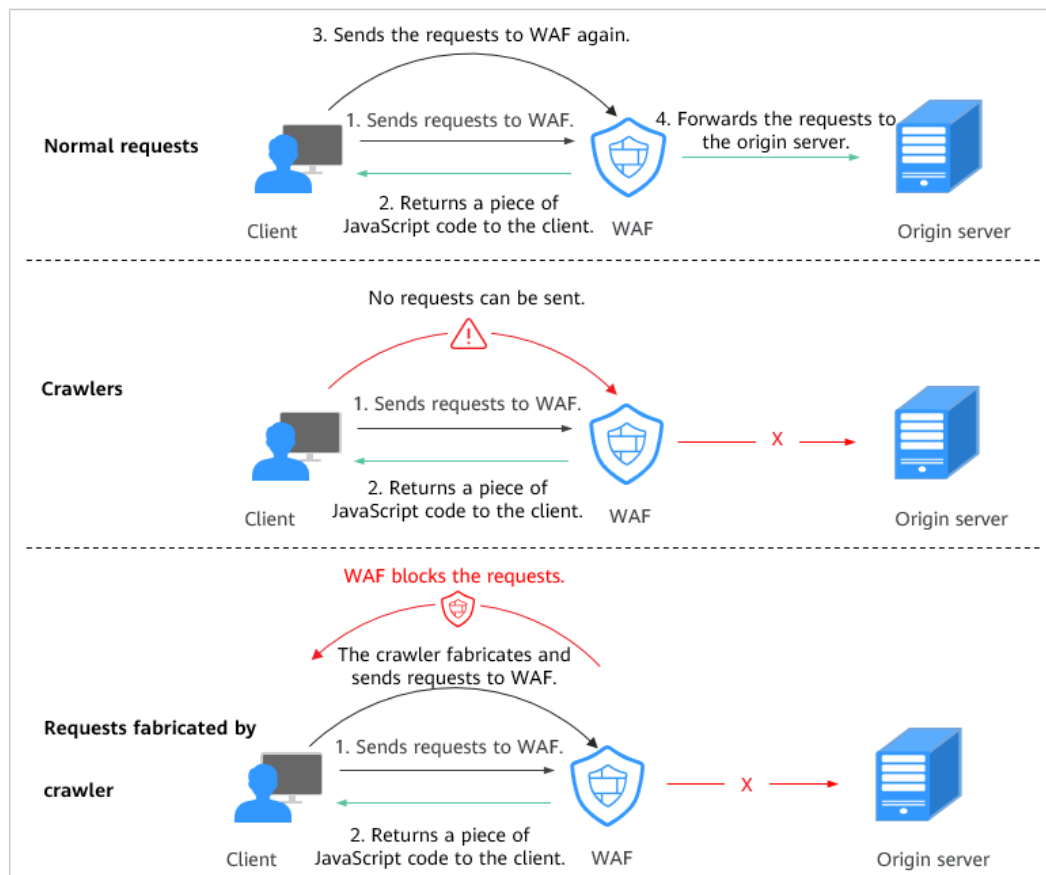 3. Sends the requests to WAF again.
1. Sends requests to WAF.
4. Forwards the requests to
the origin server.
Normal requests
2. Returns a piece of
JavaScript code to the client.
Client
WAF
Origin server
No requests can be sent.
Crawlers
1. Sends requests to WAF.
X
2. Returns a piece of
JavaScript code to the client.
Client
WAF
Origin server
WAF blocks the requests.
The crawler fabricates and
sends requests to WAF.
Requests fabricated by
crawler
1. Sends requests to WAF.
X
2. Returns a piece of
JavaScript code to the client.
Client
WAF
Origin server